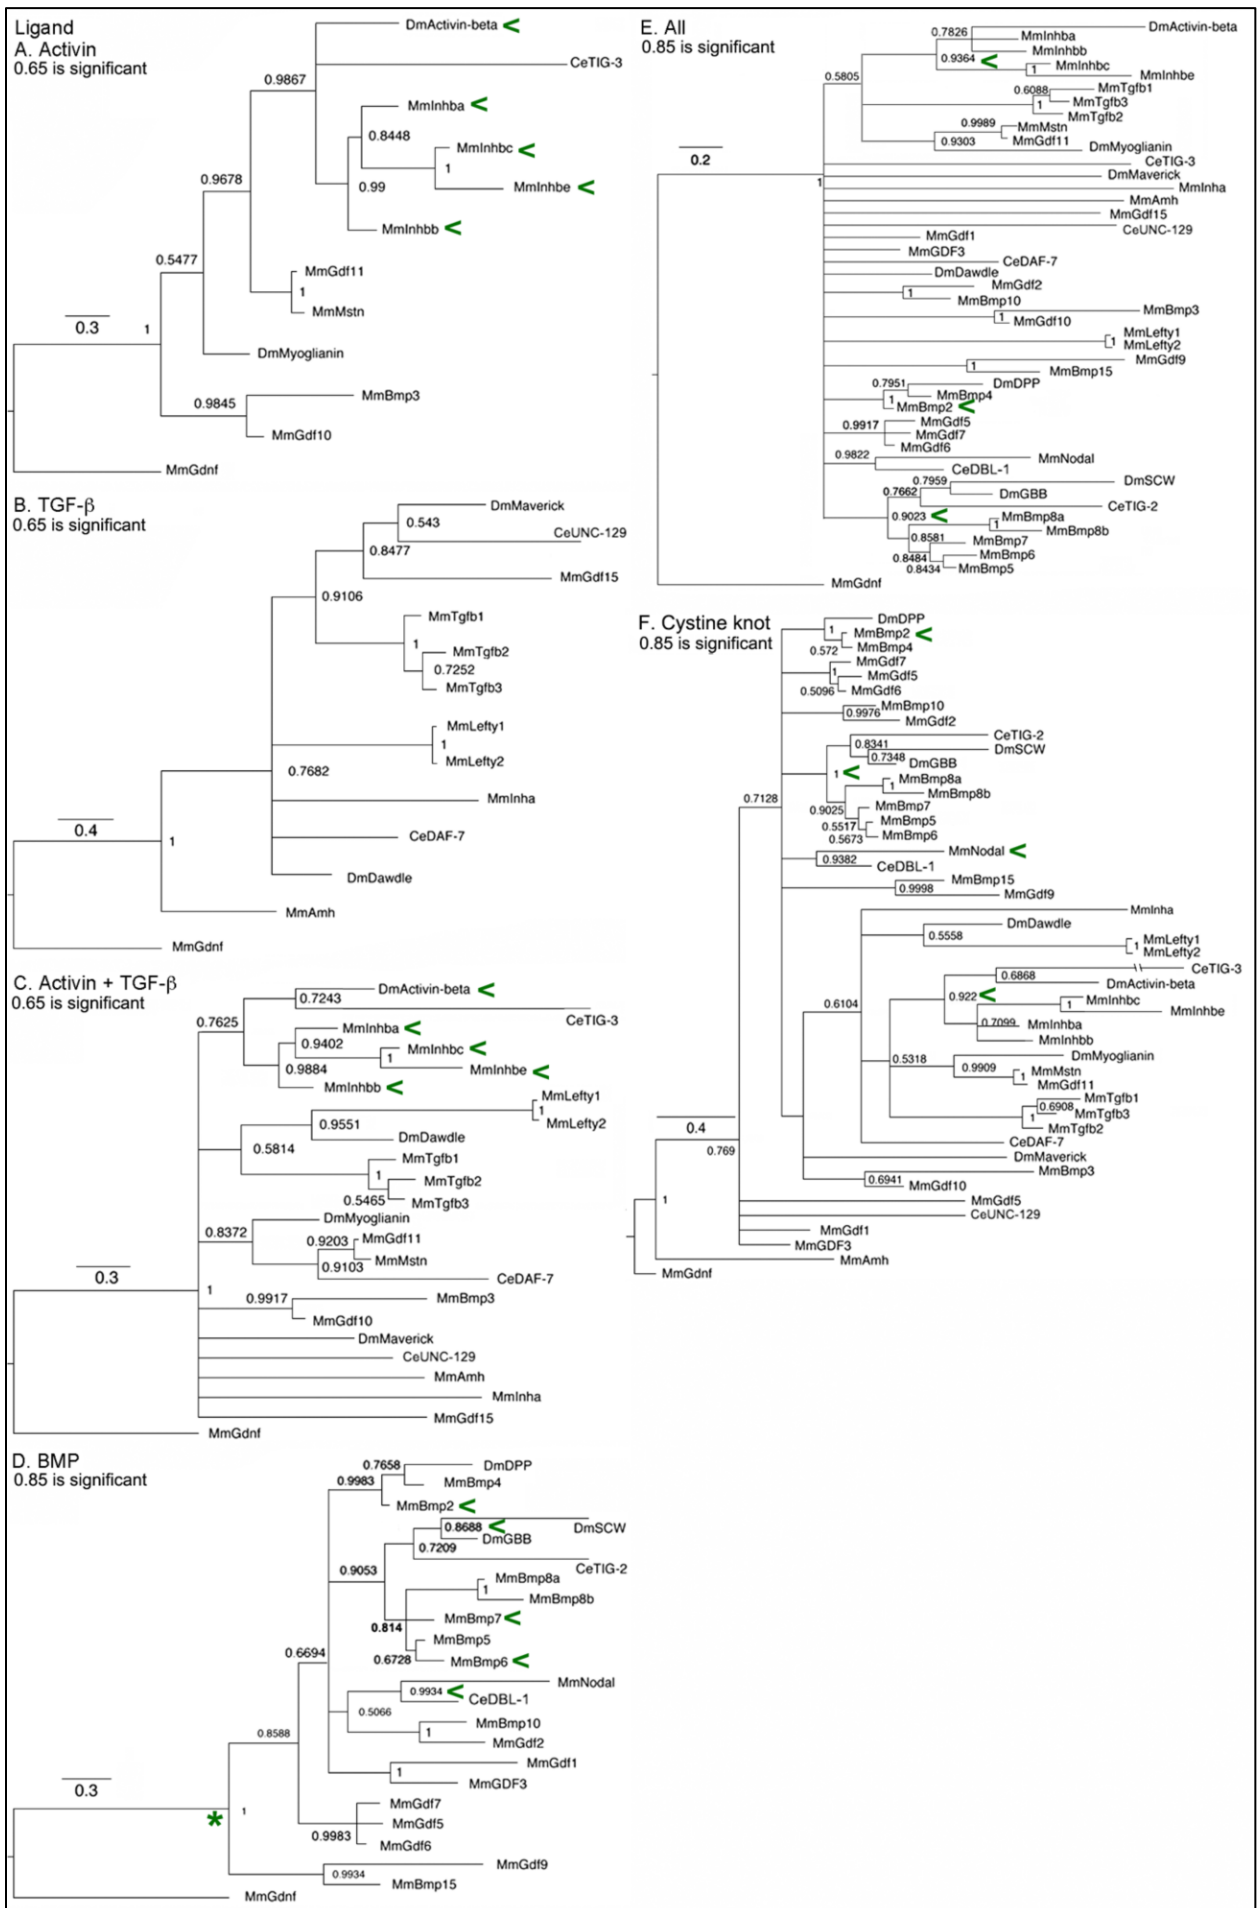 Ligand
A. Activin
0.65 is significant
DmActivin-beta <
CeTIG-3
0.9867
MmInhba <
0.8448
MmInhbc <
1
MmInhbe <
0.99
0.9678
MmInhbb <
0.5477
MmGdf11
1
MmMstn
0.3
1
DmMyoglianin
MmBmp3
0.9845
MmGdf10
MmGdnf
B. TGF-β
0.65 is significant
DmMaverick
0.543
CeUNC-129
0.8477
MmGdf15
0.9106
MmTgfb1
1
MmTgfb2
0.7252
MmTgfb3
MmLefty1
1
MmLefty2
0.7682
MmInha
0.4
CeDAF-7
1
DmDawdle
MmAmh
MmGdnf
C. Activin + TGF-β
0.65 is significant
DmActivin-beta <
0.7243
CeTIG-3
0.7625
MmInhba <
0.9402
MmInhbc <
1
MmInhbe <
0.9884
MmInhbb <
MmLefty1
1
MmLefty2
0.9551
DmDawdle
0.5814
MmTgfb1
1
MmTgfb2
0.5465
MmTgfb3
DmMyoglianin
0.8372
0.9203
MmGdf11
MmMstn
0.9103
CeDAF-7
0.3
1
0.9917
MmBmp3
MmGdf10
DmMaverick
CeUNC-129
MmAmh
MmInha
MmGdf15
MmGdnf
D. BMP
0.85 is significant
0.7658
DmDPP
0.9983
MmBmp4
MmBmp2 <
0.8688 <
DmSCW
DmGBB
0.7209
0.9053
CeTIG-2
MmBmp8a
1
MmBmp8b
MmBmp7 <
0.814
MmBmp5
0.6728
MmBmp6 <
0.6694
MmNodal
0.9934 <
CeDBL-1
0.5066
MmBmp10
1
MmGdf2
0.8588
MmGdf1
1
MmGDF3
0.3
MmGdf7
* 1
MmGdf5
0.9983
MmGdf6
MmGdf9
0.9934
MmBmp15
MmGdnf
E. All
0.85 is significant
DmActivin-beta
0.7826
MmInhba
MmInhbb
0.9364 <
MmInhbc
1
MmInhbe
0.5805
0.6088
MmTgfb1
MmTgfb3
1
MmTgfb2
0.9989
MmMstn
MmGdf11
0.9303
DmMyoglianin
0.2
CeTIG-3
DmMaverick
1
MmInha
MmAmh
MmGdf15
CeUNC-129
MmGdf1
MmGDF3
CeDAF-7
DmDawdle
MmGdf2
1
MmBmp10
MmBmp3
1
MmGdf10
MmLefty1
1
MmLefty2
MmGdf9
1
MmBmp15
0.7951
DmDPP
1
MmBmp4
MmBmp2 <
0.9917
MmGdf5
MmGdf7
MmGdf6
0.9822
MmNodal
CeDBL-1
0.7959
DmSCW
0.7662
DmGBB
CeTIG-2
0.9023 <
MmBmp8a
1
MmBmp8b
0.8581
MmBmp7
0.8484
MmBmp6
0.8434
MmBmp5
MmGdnf
F. Cystine knot
0.85 is significant
DmDPP
1
MmBmp2 <
0.572
MmBmp4
MmGdf7
1
MmGdf5
0.5096
MmGdf6
MmBmp10
0.9976
MmGdf2
CeTIG-2
0.8341
DmSCW
0.7348
DmGBB
1 <
MmBmp8a
1
MmBmp8b
0.7128
0.9025
MmBmp7
0.5517
MmBmp5
0.5673
MmBmp6
MmNodal <
0.9382
CeDBL-1
MmBmp15
0.9998
MmGdf9
MmInha
DmDawdle
0.5558
MmLefty1
1
MmLefty2
CeTIG-3
0.6868
DmActivin-beta
0.922 <
MmInhbc
1
MmInhbe
0.6104
0.7099
MmInhba
MmInhbb
0.5318
DmMyoglianin
0.9909
MmMstn
1
MmGdf11
MmTgfb1
0.6908
MmTgfb3
1
MmTgfb2
0.4
CeDAF-7
0.769
DmMaverick
MmBmp3
0.6941
MmGdf10
1
MmGdf5
CeUNC-129
MmGdf1
MmGDF3
MmAmh
MmGdnf